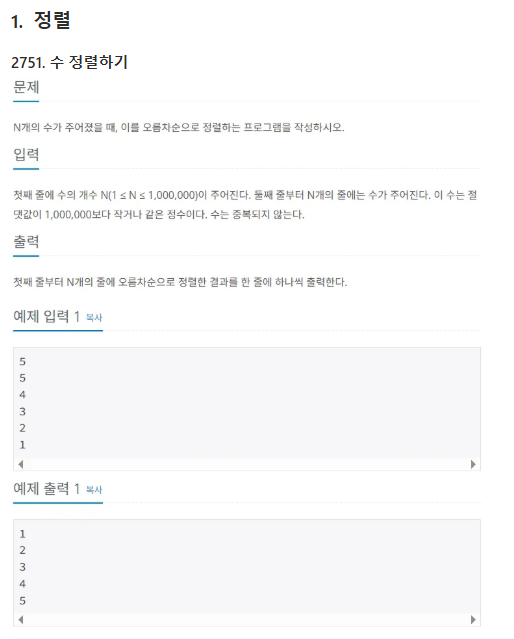 1. 정렬
2751. 수 정렬하기
문제
N개의 수가 주어졌을 때, 이를 오름차순으로 정렬하는 프로그램을 작성하시오.
입력
첫째 줄에 수의 개수 N(1 ≤ N ≤ 1,000,000)이 주어진다. 둘째 줄부터 N개의 줄에는 수가 주어진다. 이 수는 절
댓값이 1,000,000보다 작거나 같은 정수이다. 수는 중복되지 않는다.
출력
첫째 줄부터 N개의 줄에 오름차순으로 정렬한 결과를 한 줄에 하나씩 출력한다.
예제 입력 1 복사
5
5
4
3
2
1
예제 출력 1 복사
1
2
3
4
5